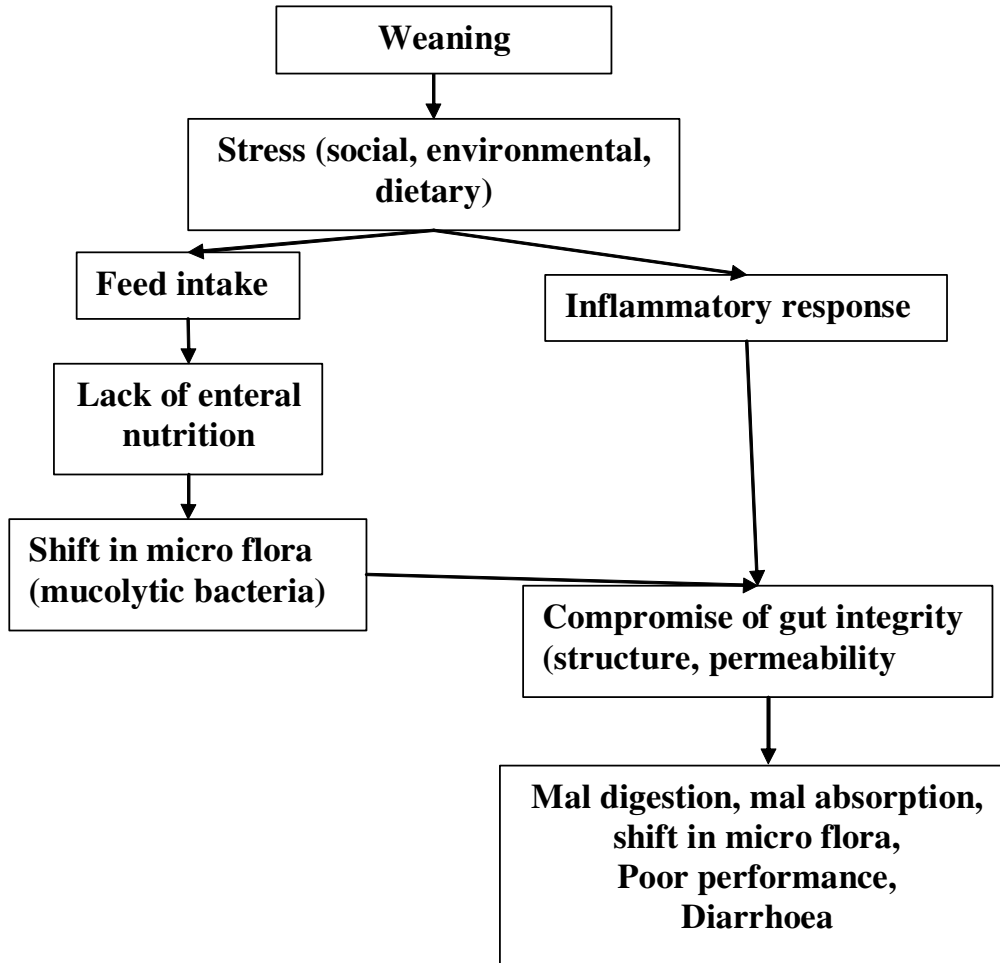 Weaning
Stress (social, environmental,
dietary)
Feed intake
Inflammatory response
Lack of enteral
nutrition
Shift in micro flora
(mucolytic bacteria)
Compromise of gut integrity
(structure, permeability
Mal digestion, mal absorption,
shift in micro flora,
Poor performance,
Diarrhoea